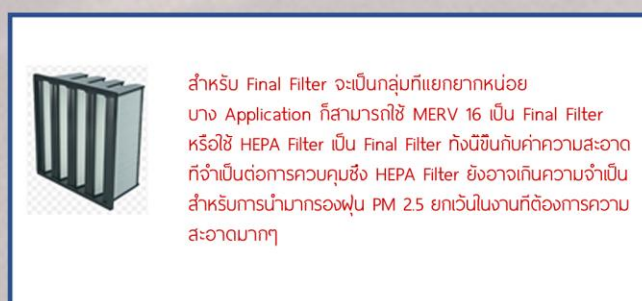 สำหรับ Final Filter จะเป็นกลุ่มที่แยกยากหน่อย
บาง Application ก็สามารถใช้ MERV 16 เป็น Final Filter
หรือใช้ HEPA Filter เป็น Final Filter ทั้งนี้ขึ้นกับค่าความสะอาด
ที่จำเป็นต่อการควบคุมซึ่ง HEPA Filter ยังอาจเกินความจำเป็น
สำหรับการนำมากรองฝุ่น PM 2.5 ยกเว้นในงานที่ต้องการความ
สะอาดมากๆ